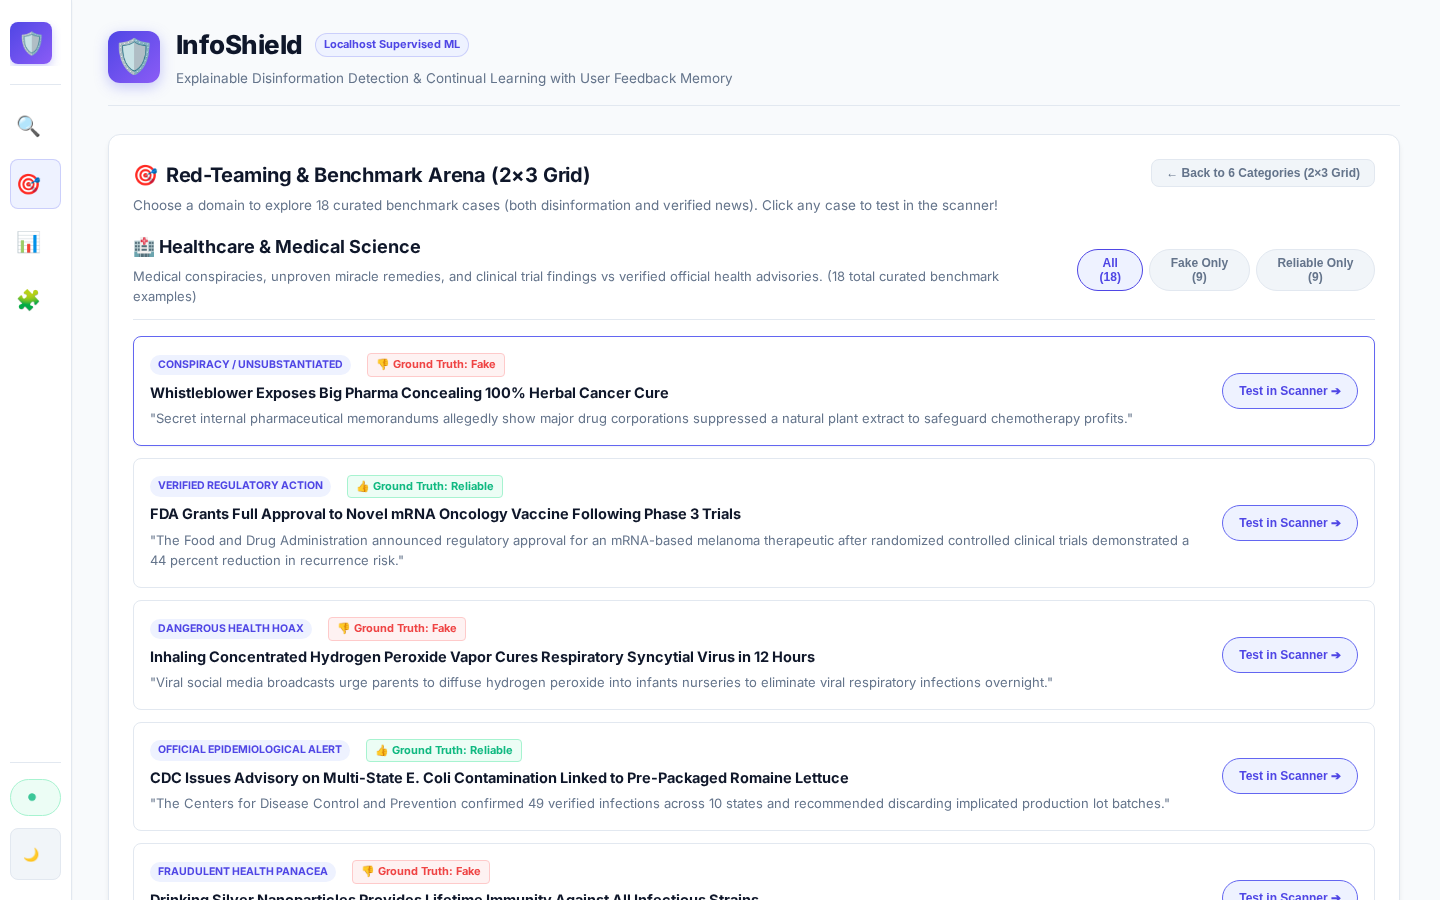 InfoShield
Localhost Supervised ML
Explainable Disinformation Detection & Continual Learning with User Feedback Memory
Red-Teaming & Benchmark Arena (2×3 Grid)
← Back to 6 Categories (2×3 Grid)
Choose a domain to explore 18 curated benchmark cases (both disinformation and verified news). Click any case to test in the scanner!
Healthcare & Medical Science
Medical conspiracies, unproven miracle remedies, and clinical trial findings vs verified official health advisories. (18 total curated benchmark
examples)
All
(18)
Fake Only
(9)
Reliable Only
(9)
CONSPIRACY / UNSUBSTANTIATED
Ground Truth: Fake
Whistleblower Exposes Big Pharma Concealing 100% Herbal Cancer Cure
"Secret internal pharmaceutical memorandums allegedly show major drug corporations suppressed a natural plant extract to safeguard chemotherapy profits."
Test in Scanner ➔
VERIFIED REGULATORY ACTION
Ground Truth: Reliable
FDA Grants Full Approval to Novel mRNA Oncology Vaccine Following Phase 3 Trials
"The Food and Drug Administration announced regulatory approval for an mRNA-based melanoma therapeutic after randomized controlled clinical trials demonstrated a
44 percent reduction in recurrence risk."
Test in Scanner ➔
DANGEROUS HEALTH HOAX
Ground Truth: Fake
Inhaling Concentrated Hydrogen Peroxide Vapor Cures Respiratory Syncytial Virus in 12 Hours
"Viral social media broadcasts urge parents to diffuse hydrogen peroxide into infants nurseries to eliminate viral respiratory infections overnight."
Test in Scanner ➔
OFFICIAL EPIDEMIOLOGICAL ALERT
Ground Truth: Reliable
CDC Issues Advisory on Multi-State E. Coli Contamination Linked to Pre-Packaged Romaine Lettuce
"The Centers for Disease Control and Prevention confirmed 49 verified infections across 10 states and recommended discarding implicated production lot batches."
Test in Scanner ➔
FRAUDULENT HEALTH PANACEA
Ground Truth: Fake
Drinking Silver Nanoparticles Provides Lifetime Immunity Against All Infectious Strains
Test in Scanner ➔